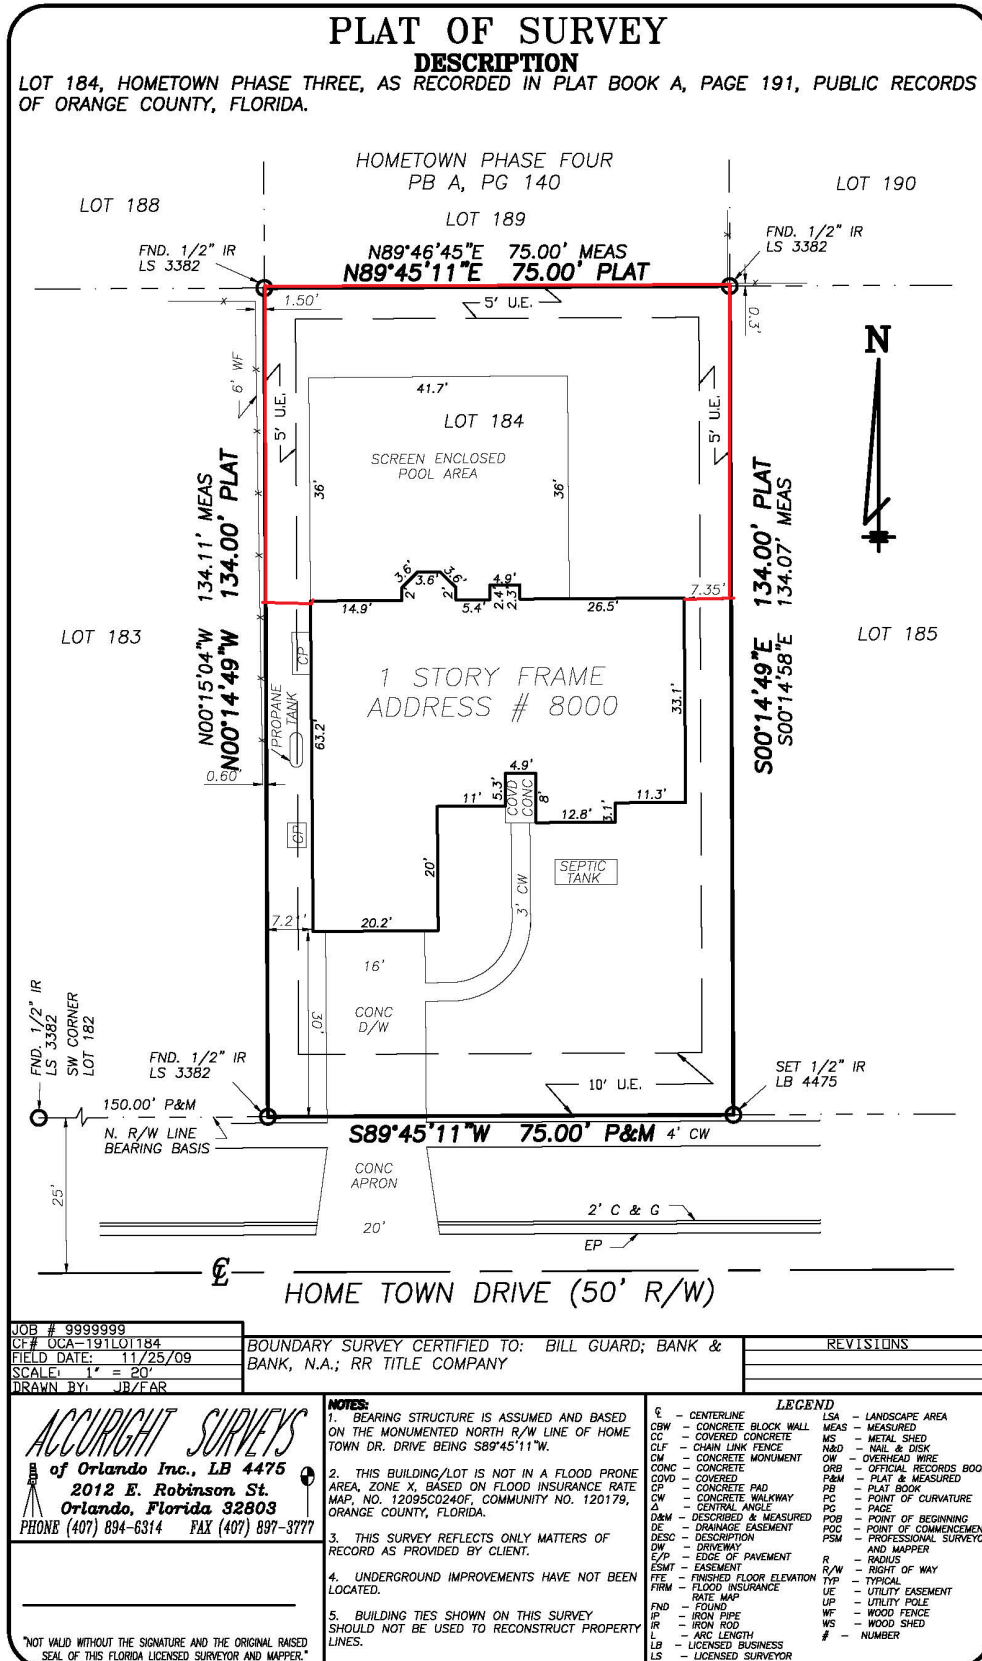 PLAT OF SURVEY
DESCRIPTION
LOT 184, HOMETOWN PHASE THREE, AS RECORDED IN PLAT BOOK A, PAGE 191, PUBLIC RECORDS
OF ORANGE COUNTY, FLORIDA.
HOMETOWN PHASE FOUR
PB A, PG 140
LOT 188
LOT 189
LOT 190
FND. 1/2" IR
LS 3382
N89°46'45"E 75.00' MEAS
N89°45'11"E 75.00' PLAT
FND. 1/2" IR
LS 3382
1.50'
5' U.E.
0.3'
N
6' WF
5' U.E.
41.7'
LOT 184
SCREEN ENCLOSED
POOL AREA
36'
36'
5' U.E.
N00°15'04"W 134.11' MEAS
N00°14'49"W 134.00' PLAT
S00°14'49"E 134.00' PLAT
S00°14'58"E 134.07' MEAS
14.9'
2'
3.6'
3.6'
3.6'
2'
5.4'
2.4'
4.9'
2.3'
26.5'
7.35'
LOT 183
LOT 185
CP
1 STORY FRAME
ADDRESS # 8000
PROPANE
TANK
63.2'
33.1'
0.60'
CP
11'
5.3'
4.9'
COVD
CONC
8'
12.8'
3.1'
11.3'
20'
3' CW
SEPTIC
TANK
7.21'
20.2'
16'
CONC
D/W
30'
FND. 1/2" IR
LS 3382
SW CORNER
LOT 182
FND. 1/2" IR
LS 3382
10' U.E.
SET 1/2" IR
LB 4475
150.00' P&M
N. R/W LINE
BEARING BASIS
S89°45'11"W 75.00' P&M 4' CW
CONC
APRON
25'
20'
2' C & G
EP
HOME TOWN DRIVE (50' R/W)
JOB # 9999999
CF# OCA-191LOT184
FIELD DATE: 11/25/09
SCALE: 1" = 20'
DRAWN BY: JB/FAR
BOUNDARY SURVEY CERTIFIED TO: BILL GUARD; BANK &
BANK, N.A.; RR TITLE COMPANY
REVISIONS
ACCURIGHT SURVEYS
of Orlando Inc., LB 4475
2012 E. Robinson St.
Orlando, Florida 32803
PHONE (407) 894-6314 FAX (407) 897-3777
"NOT VALID WITHOUT THE SIGNATURE AND THE ORIGINAL RAISED
SEAL OF THIS FLORIDA LICENSED SURVEYOR AND MAPPER."
NOTES:
1. BEARING STRUCTURE IS ASSUMED AND BASED
ON THE MONUMENTED NORTH R/W LINE OF HOME
TOWN DR. DRIVE BEING S89°45'11"W.
2. THIS BUILDING/LOT IS NOT IN A FLOOD PRONE
AREA, ZONE X, BASED ON FLOOD INSURANCE RATE
MAP, NO. 12095C0240F, COMMUNITY NO. 120179,
ORANGE COUNTY, FLORIDA.
3. THIS SURVEY REFLECTS ONLY MATTERS OF
RECORD AS PROVIDED BY CLIENT.
4. UNDERGROUND IMPROVEMENTS HAVE NOT BEEN
LOCATED.
5. BUILDING TIES SHOWN ON THIS SURVEY
SHOULD NOT BE USED TO RECONSTRUCT PROPERTY
LINES.
LEGEND
℄ – CENTERLINE
CBW – CONCRETE BLOCK WALL
CC – COVERED CONCRETE
CLF – CHAIN LINK FENCE
CM – CONCRETE MONUMENT
CONC – CONCRETE
COVD – COVERED
CP – CONCRETE PAD
CW – CONCRETE WALKWAY
Δ – CENTRAL ANGLE
D&M – DESCRIBED & MEASURED
DE – DRAINAGE EASEMENT
DESC – DESCRIPTION
DW – DRIVEWAY
E/P – EDGE OF PAVEMENT
ESMT – EASEMENT
FFE – FINISHED FLOOR ELEVATION
FIRM – FLOOD INSURANCE
RATE MAP
FND – FOUND
IP – IRON PIPE
IR – IRON ROD
L – ARC LENGTH
LB – LICENSED BUSINESS
LS – LICENSED SURVEYOR
LSA – LANDSCAPE AREA
MEAS – MEASURED
MS – METAL SHED
N&D – NAIL & DISK
OW – OVERHEAD WIRE
ORB – OFFICIAL RECORDS BOO
P&M – PLAT & MEASURED
PB – PLAT BOOK
PC – POINT OF CURVATURE
PG – PAGE
POB – POINT OF BEGINNING
POC – POINT OF COMMENCEMEN
PSM – PROFESSIONAL SURVEYO
AND MAPPER
R – RADIUS
R/W – RIGHT OF WAY
TYP – TYPICAL
UE – UTILITY EASEMENT
UP – UTILITY POLE
WF – WOOD FENCE
WS – WOOD SHED
# – NUMBER